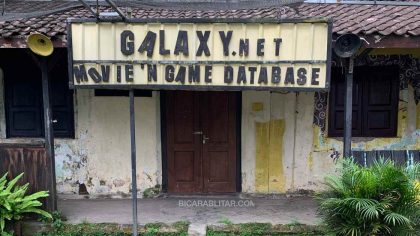 GALAXY.NET
MOVIE 'N GAME DATABASE
BICARABLITAR.COM